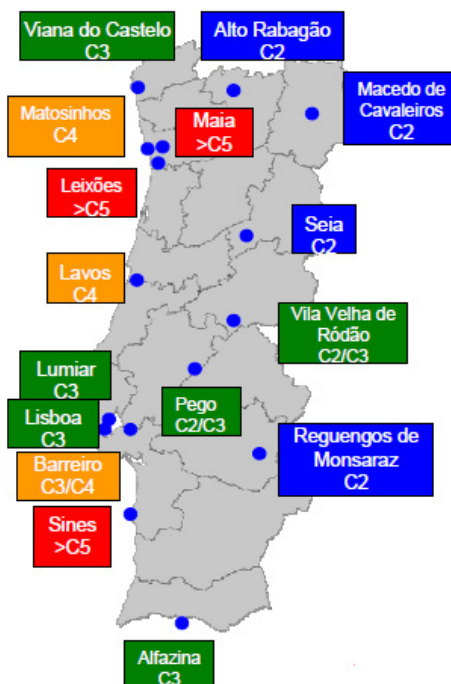 Viana do Castelo
C3
Alto Rabagão
C2
Macedo de
Cavaleiros
C2
Matosinhos
C4
Maia
>C5
Leixões
>C5
Seia
C2
Lavos
C4
Vila Velha de
Ródão
C2/C3
Lumiar
C3
Pego
C2/C3
Lisboa
C3
Reguengos de
Monsaraz
C2
Barreiro
C3/C4
Sines
>C5
Alfazina
C3